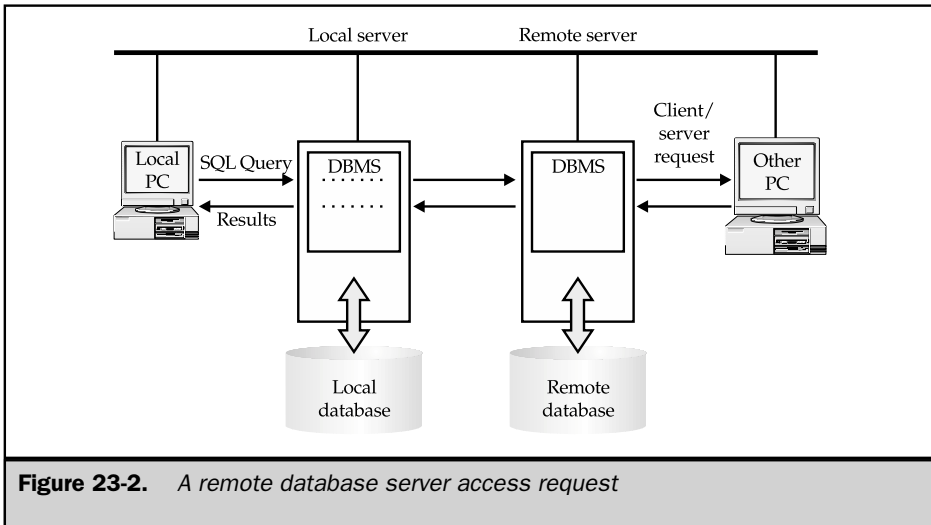 Local server
Remote server
Local
PC
SQL Query
Results
DBMS
DBMS
Client/
server
request
Other
PC
Local
database
Remote
database
Figure 23-2. A remote database server access request